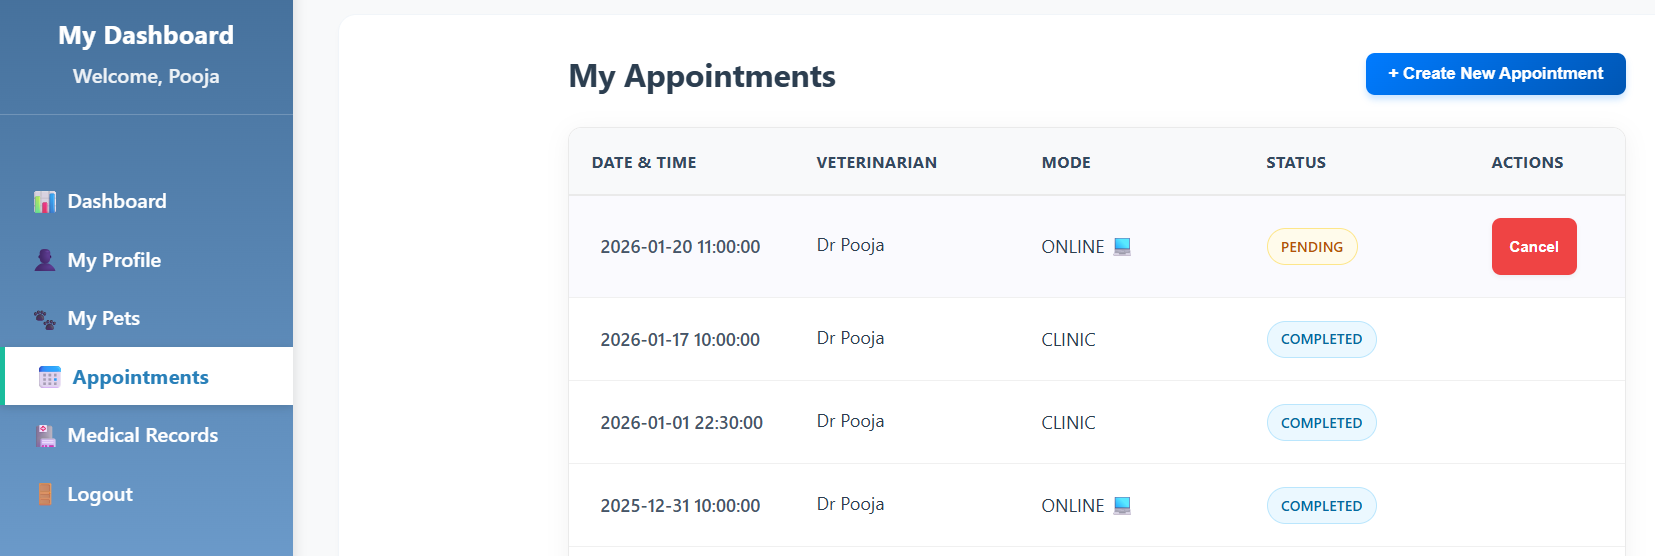 My Dashboard
Welcome, Pooja
Dashboard
My Profile
My Pets
Appointments
Medical Records
Logout
My Appointments
+ Create New Appointment
DATE & TIME VETERINARIAN MODE STATUS ACTIONS
2026-01-20 11:00:00 Dr Pooja ONLINE PENDING Cancel
2026-01-17 10:00:00 Dr Pooja CLINIC COMPLETED
2026-01-01 22:30:00 Dr Pooja CLINIC COMPLETED
2025-12-31 10:00:00 Dr Pooja ONLINE COMPLETED